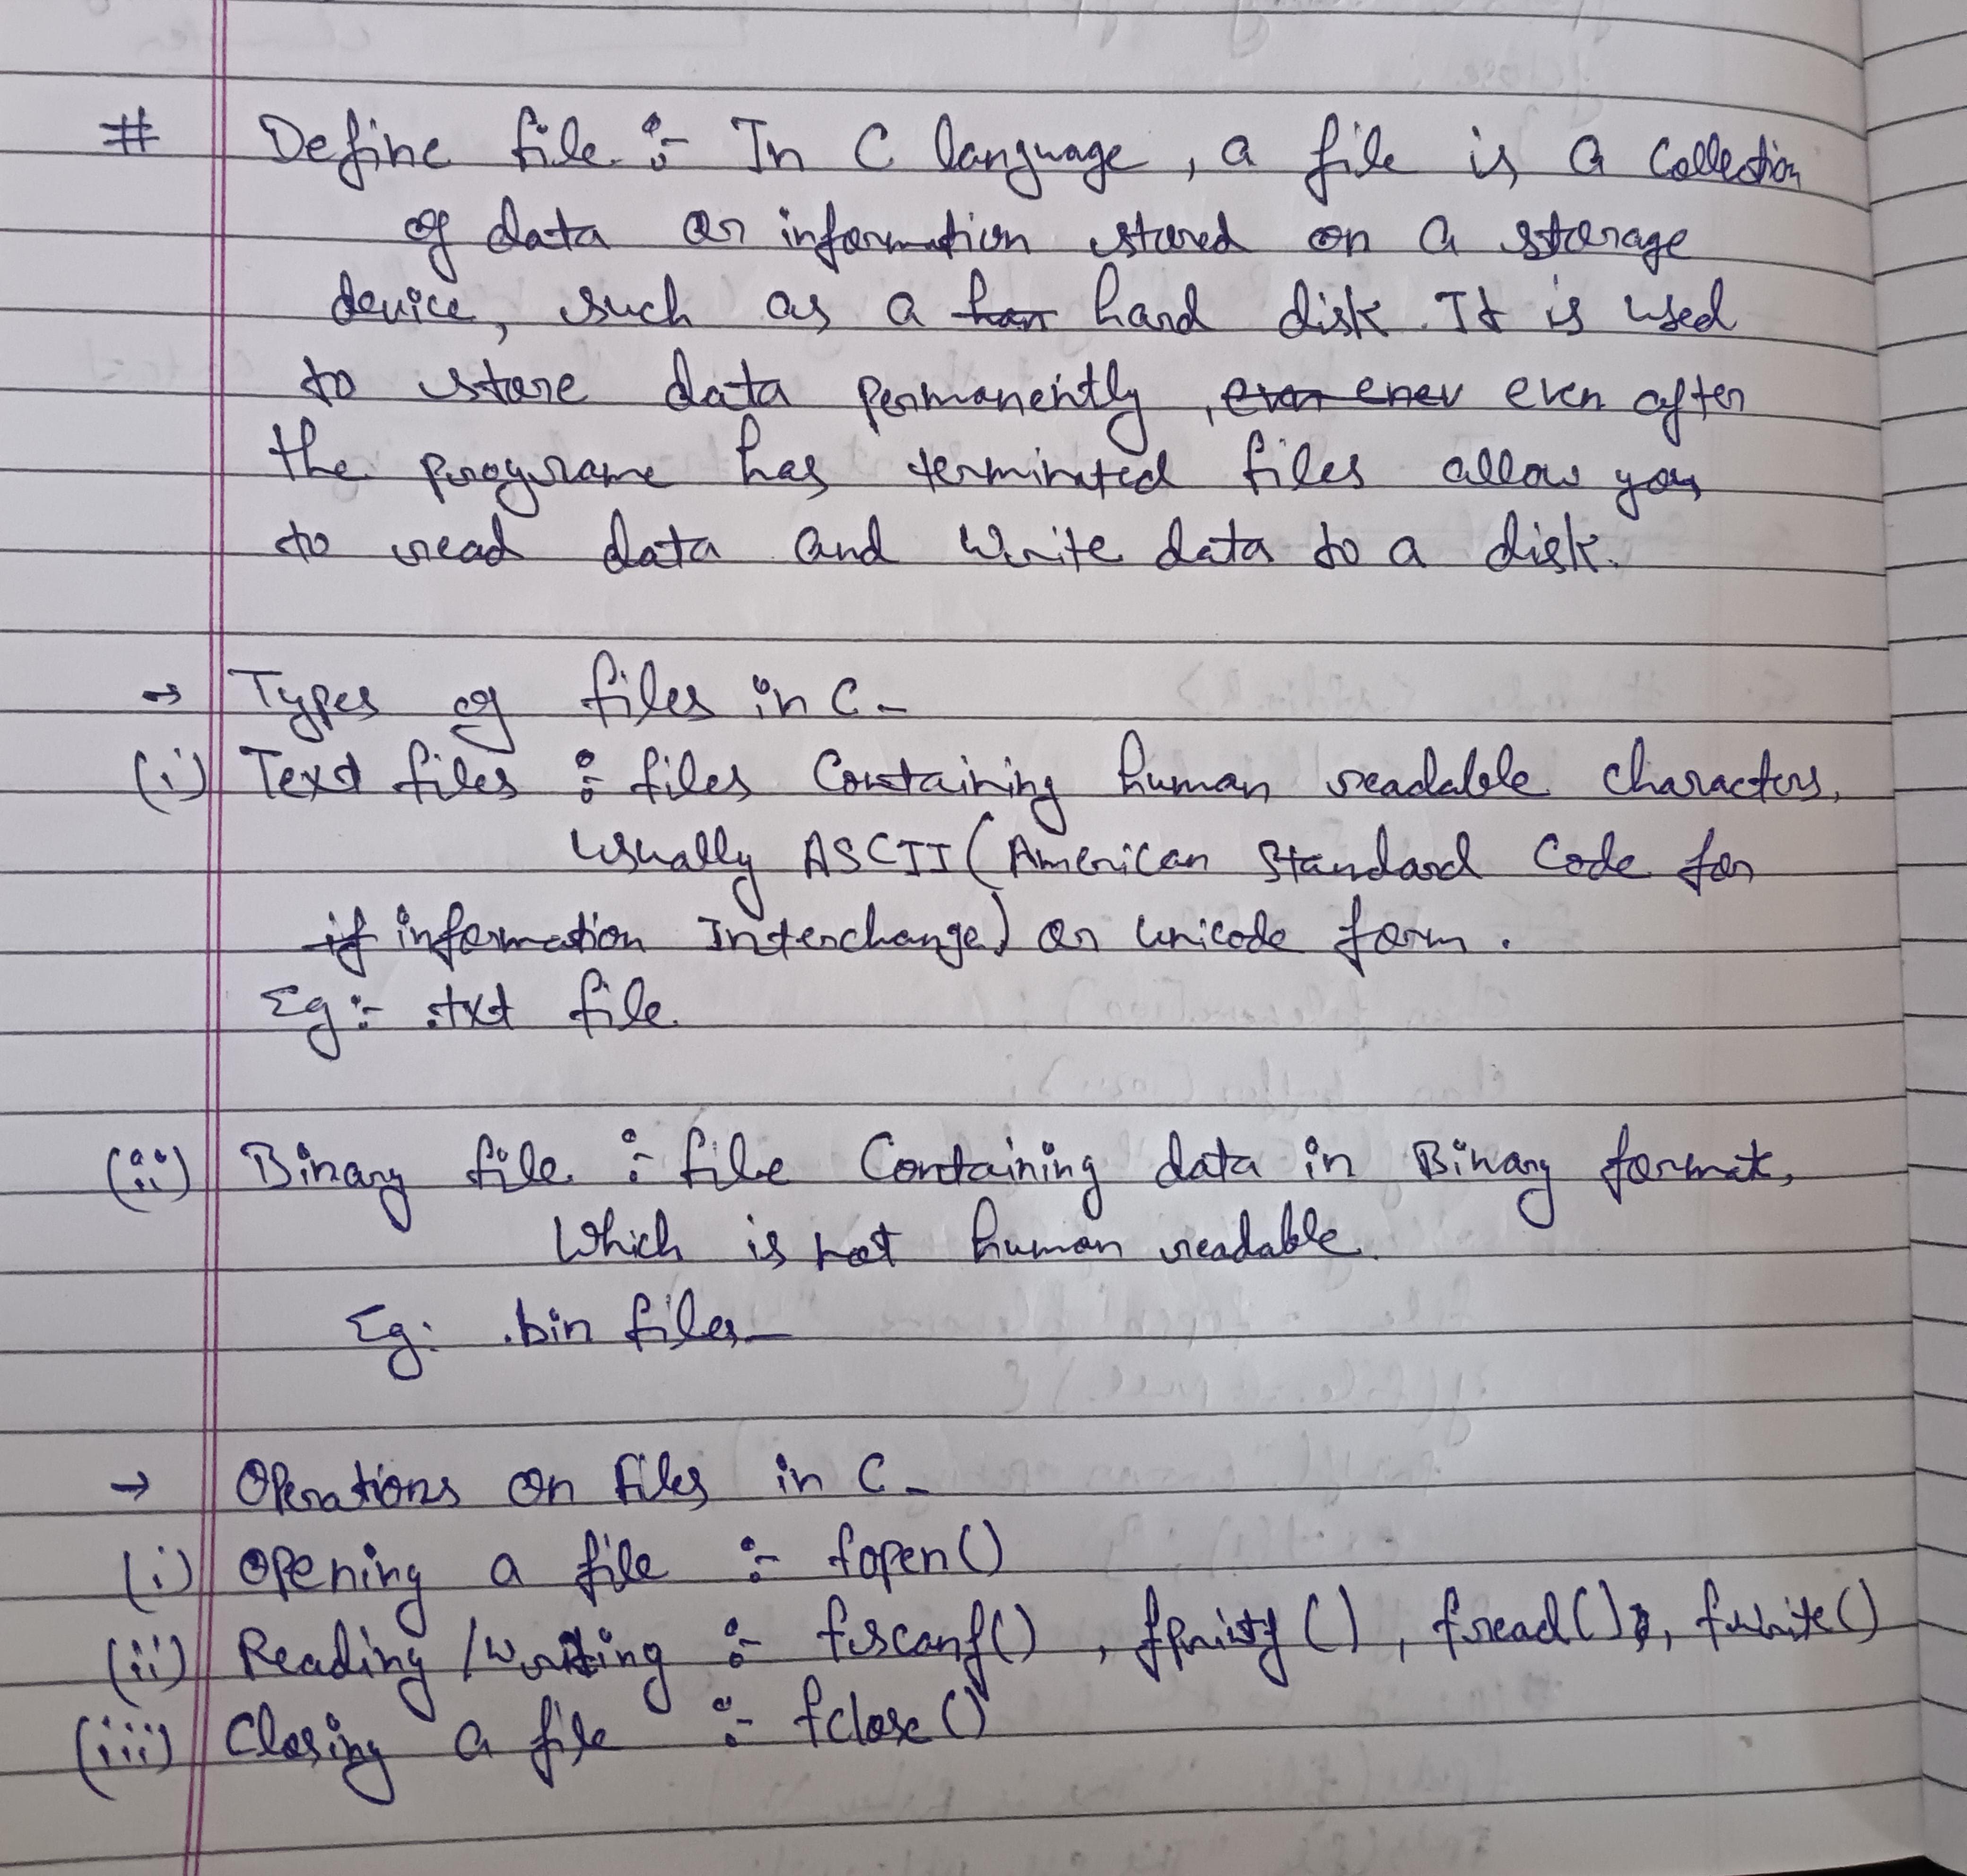 # Define file :- In C language, a file is a Collection
of data or information stored on a storage
device, such as a har hard disk. It is used
to store data permanently, even enev even after
the programe has terminated files allow you
to read data and write data to a disk.
→ Types of files in C-
(i) Text files : files Containing human readable characters,
usually ASCII (American Standard Code for
if information Interchange) or unicode form.
Eg:- .txt file
(ii) Binary file : file Containing data in Binary format,
which is not human readable.
Eg: .bin files
→ Operations on files in C-
(i) Opening a file :- fopen()
(ii) Reading /writing :- fscanf() , fprintf() , fread(), fwrite()
(iii) Closing a file :- fclose()